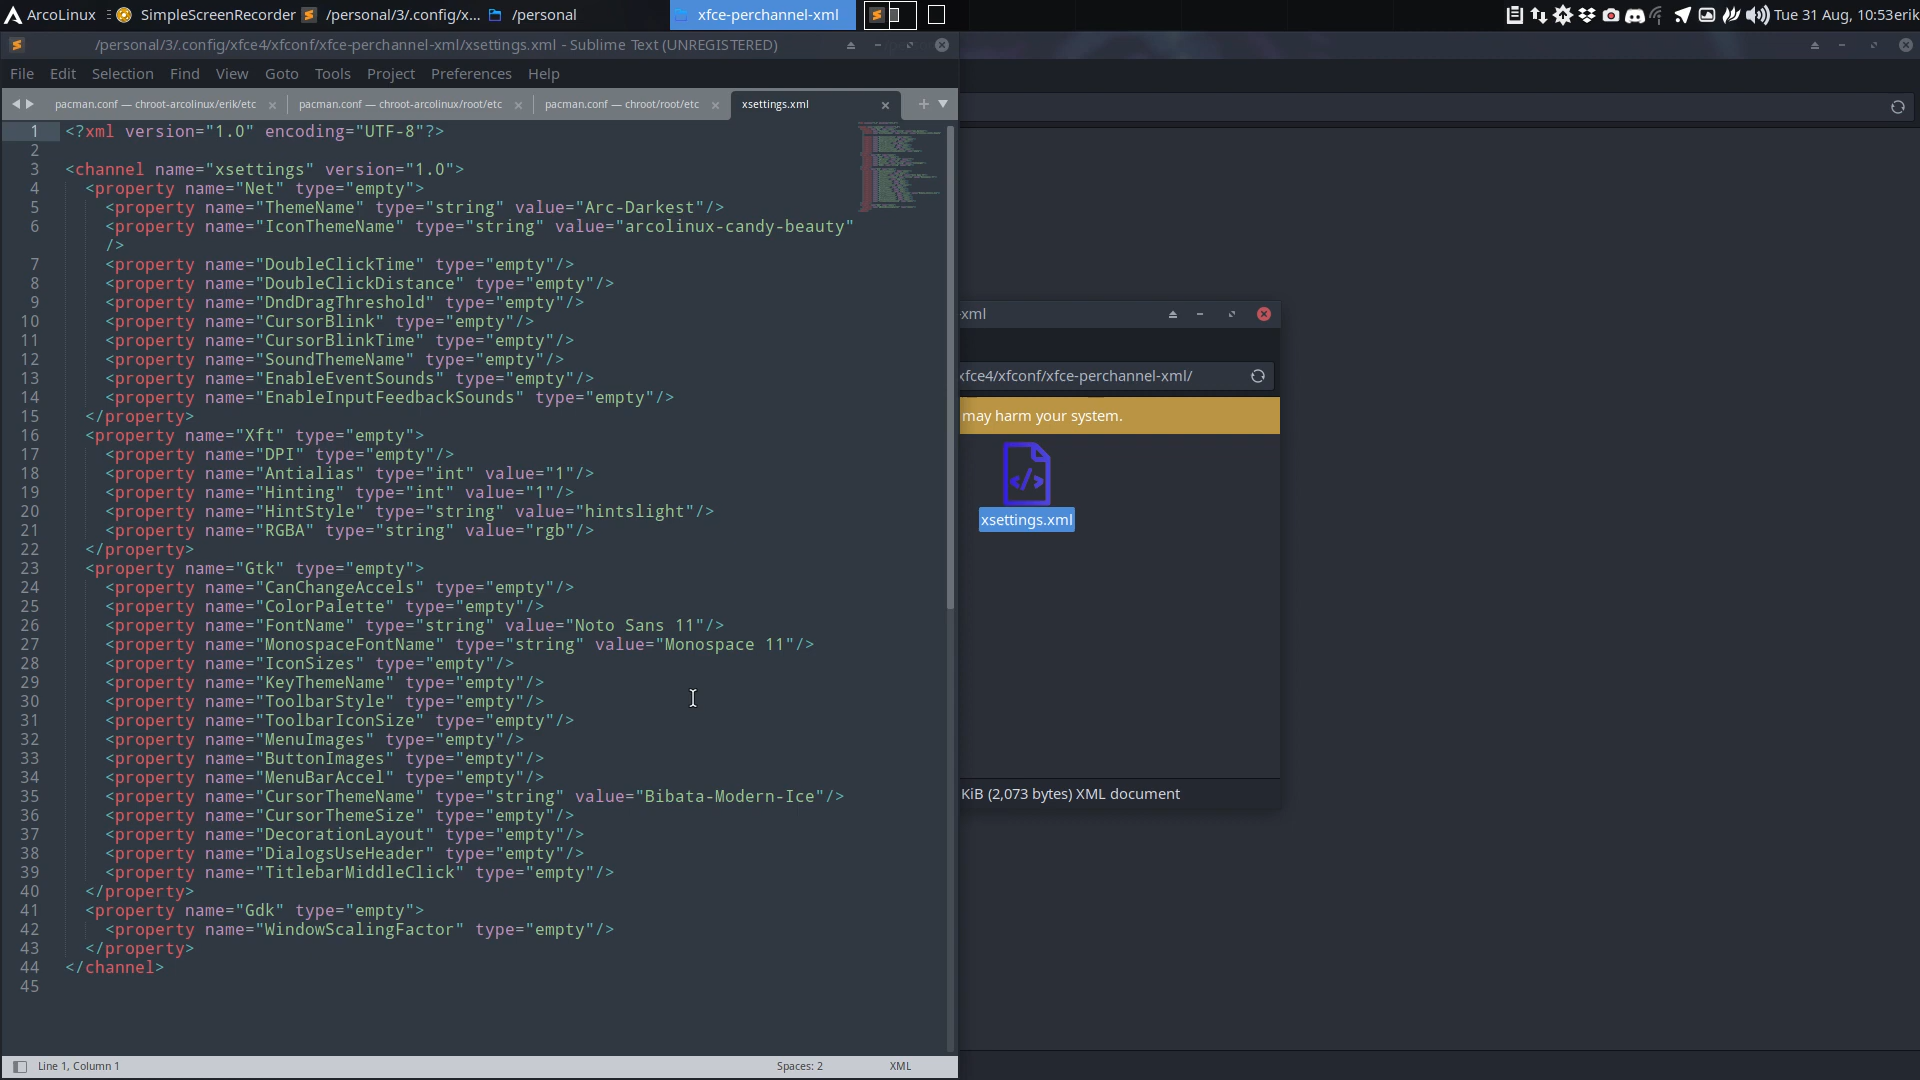 ArcoLinux SimpleScreenRecorder /personal/3/.config/x... /personal xfce-perchannel-xml Tue 31 Aug, 10:53 erik
/personal/3/.config/xfce4/xfconf/xfce-perchannel-xml/xsettings.xml - Sublime Text (UNREGISTERED)
File Edit Selection Find View Goto Tools Project Preferences Help
pacman.conf — chroot-arcolinux/erik/etc pacman.conf — chroot-arcolinux/root/etc pacman.conf — chroot/root/etc xsettings.xml
1 <?xml version="1.0" encoding="UTF-8"?>
2
3 <channel name="xsettings" version="1.0">
4 <property name="Net" type="empty">
5 <property name="ThemeName" type="string" value="Arc-Darkest"/>
6 <property name="IconThemeName" type="string" value="arcolinux-candy-beauty"
/>
7 <property name="DoubleClickTime" type="empty"/>
8 <property name="DoubleClickDistance" type="empty"/>
9 <property name="DndDragThreshold" type="empty"/>
10 <property name="CursorBlink" type="empty"/>
11 <property name="CursorBlinkTime" type="empty"/>
12 <property name="SoundThemeName" type="empty"/>
13 <property name="EnableEventSounds" type="empty"/>
14 <property name="EnableInputFeedbackSounds" type="empty"/>
15 </property>
16 <property name="Xft" type="empty">
17 <property name="DPI" type="empty"/>
18 <property name="Antialias" type="int" value="1"/>
19 <property name="Hinting" type="int" value="1"/>
20 <property name="HintStyle" type="string" value="hintslight"/>
21 <property name="RGBA" type="string" value="rgb"/>
22 </property>
23 <property name="Gtk" type="empty">
24 <property name="CanChangeAccels" type="empty"/>
25 <property name="ColorPalette" type="empty"/>
26 <property name="FontName" type="string" value="Noto Sans 11"/>
27 <property name="MonospaceFontName" type="string" value="Monospace 11"/>
28 <property name="IconSizes" type="empty"/>
29 <property name="KeyThemeName" type="empty"/>
30 <property name="ToolbarStyle" type="empty"/>
31 <property name="ToolbarIconSize" type="empty"/>
32 <property name="MenuImages" type="empty"/>
33 <property name="ButtonImages" type="empty"/>
34 <property name="MenuBarAccel" type="empty"/>
35 <property name="CursorThemeName" type="string" value="Bibata-Modern-Ice"/>
36 <property name="CursorThemeSize" type="empty"/>
37 <property name="DecorationLayout" type="empty"/>
38 <property name="DialogsUseHeader" type="empty"/>
39 <property name="TitlebarMiddleClick" type="empty"/>
40 </property>
41 <property name="Gdk" type="empty">
42 <property name="WindowScalingFactor" type="empty"/>
43 </property>
44 </channel>
45
Line 1, Column 1 Spaces: 2 XML
-xml
xfce4/xfconf/xfce-perchannel-xml/
may harm your system.
</>
xsettings.xml
KiB (2,073 bytes) XML document